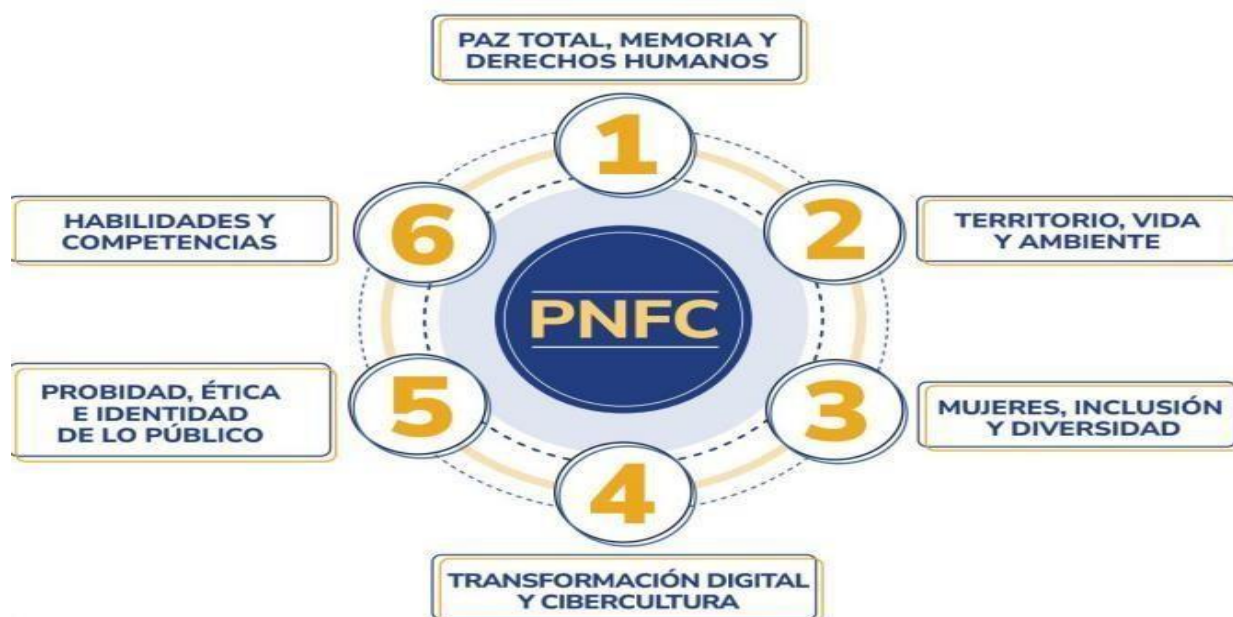 PAZ TOTAL, MEMORIA Y
DERECHOS HUMANOS
1
6
HABILIDADES Y
COMPETENCIAS
2
TERRITORIO, VIDA
Y AMBIENTE
PNFC
5
PROBIDAD, ÉTICA
E IDENTIDAD
DE LO PÚBLICO
3
MUJERES, INCLUSIÓN
Y DIVERSIDAD
4
TRANSFORMACIÓN DIGITAL
Y CIBERCULTURA